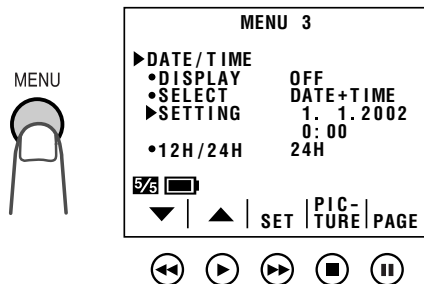 MENU
MENU 3
▶DATE/TIME
•DISPLAY OFF
•SELECT DATE+TIME
▶SETTING 1. 1.2002
0:00
•12H/24H 24H
5/5
SET PIC-TURE PAGE